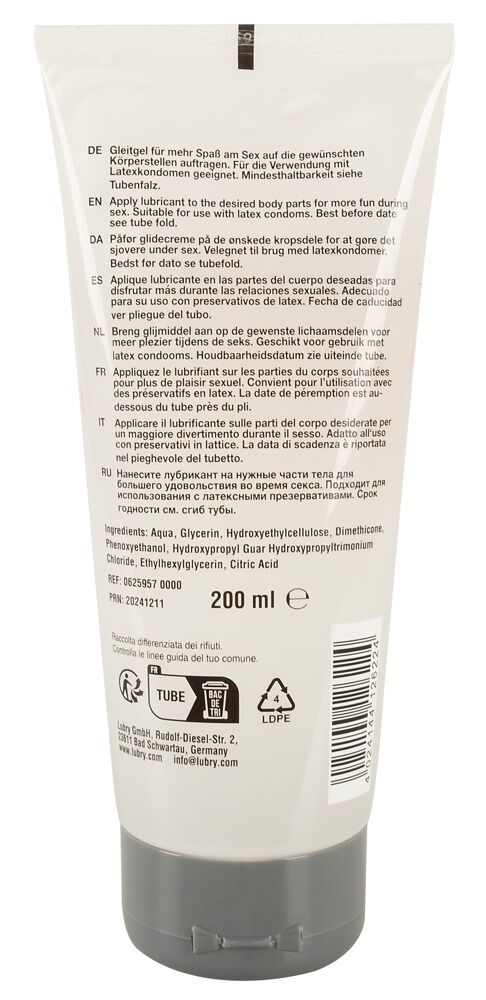 DE Gleitgel für mehr Spaß am Sex auf die gewünschten
Körperstellen auftragen. Für die Verwendung mit
Latexkondomen geeignet. Mindesthaltbarkeit siehe
Tubenfalz.
EN Apply lubricant to the desired body parts for more fun during
sex. Suitable for use with latex condoms. Best before date
see tube fold.
DA Påfør glidecreme på de ønskede kropsdele for at gøre det
sjovere under sex. Velegnet til brug med latexkondomer.
Bedst før dato se tubefold.
ES Aplique lubricante en las partes del cuerpo deseadas para
disfrutar más durante las relaciones sexuales. Adecuado
para su uso con preservativos de latex. Fecha de caducidad
ver pliegue del tubo.
NL Breng glijmiddel aan op de gewenste lichaamsdelen voor
meer plezier tijdens de seks. Geschikt voor gebruik met
latex condooms. Houdbaarheidsdatum zie uiteinde tube.
FR Appliquez le lubrifiant sur les parties du corps souhaitées
pour plus de plaisir sexuel. Convient pour l'utilisation avec
des préservatifs en latex. La date de péremption est au-
dessous du tube près du pli.
IT Applicare il lubrificante sulle parti del corpo desiderate per
un maggiore divertimento durante il sesso. Adatto all'uso
con preservativi in lattice. La data di scadenza è riportata
nel pieghevole del tubetto.
RU Нанесите лубрикант на нужные части тела для
большего удовольствия во время секса. Подходит для
использования с латексными презервативами. Срок
годности см. сгиб тубы.
Ingredients: Aqua, Glycerin, Hydroxyethylcellulose, Dimethicone,
Phenoxyethanol, Hydroxypropyl Guar Hydroxypropyltrimonium
Chloride, Ethylhexylglycerin, Citric Acid
REF: 0625957 0000
PRN: 20241211
200 ml ℮
Raccolta differenziata dei rifiuti.
Controlla le linee guida del tuo comune.
FR
TUBE
BAC
DE
TRI
4
LDPE
Lubry GmbH, Rudolf-Diesel-Str. 2,
23611 Bad Schwartau, Germany
www.lubry.com info@lubry.com
4 024144 126224